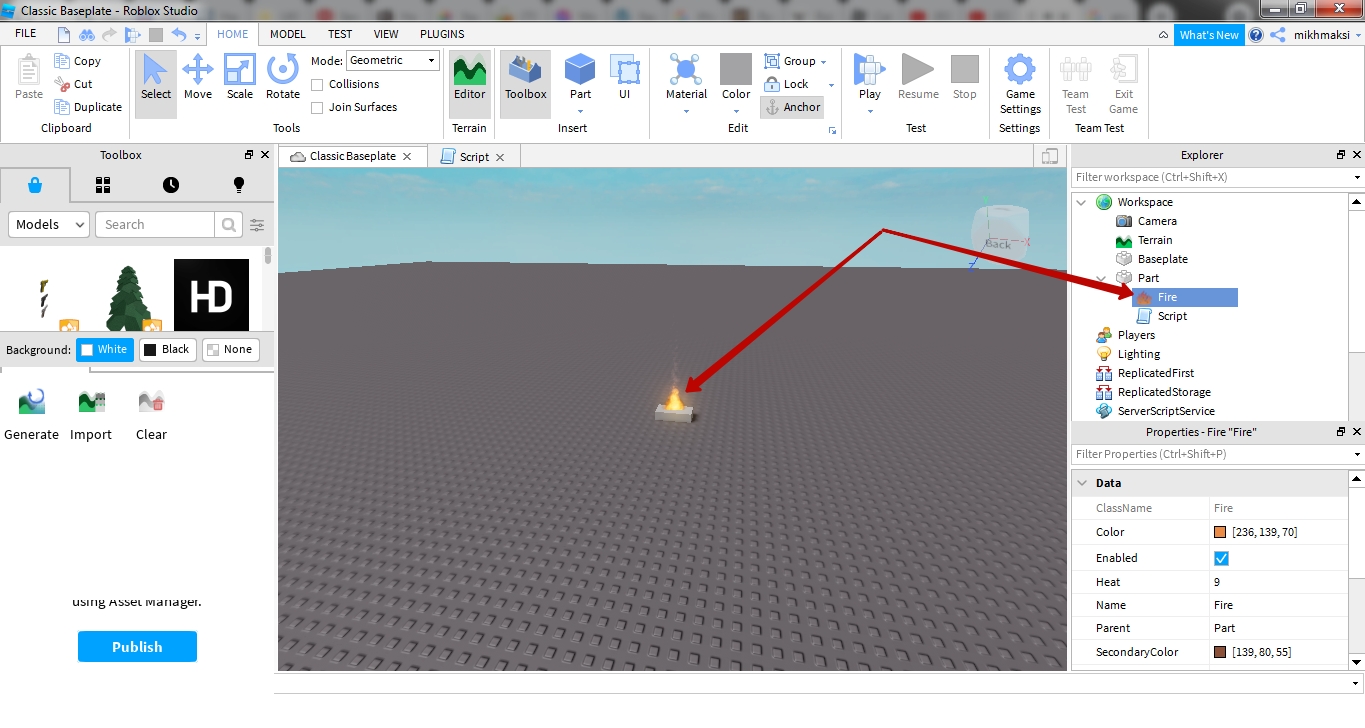 Classic Baseplate - Roblox Studio
FILE HOME MODEL TEST VIEW PLUGINS What's New mikhmaksi
Paste Copy Cut Duplicate
Clipboard
Select Move Scale Rotate
Mode: Geometric
Collisions
Join Surfaces
Tools
Editor
Terrain
Toolbox Part UI
Insert
Material Color
Group
Lock
Anchor
Edit
Play Resume Stop
Test
Game Settings
Settings
Team Test
Exit Game
Team Test
Toolbox
Models Search
HD
Background: White Black None
Generate Import Clear
using Asset Manager.
Publish
Classic Baseplate Script
Back
X
Z
Explorer
Filter workspace (Ctrl+Shift+X)
Workspace
Camera
Terrain
Baseplate
Part
Fire
Script
Players
Lighting
ReplicatedFirst
ReplicatedStorage
ServerScriptService
Properties - Fire "Fire"
Filter Properties (Ctrl+Shift+P)
Data
ClassName Fire
Color [236, 139, 70]
Enabled
Heat 9
Name Fire
Parent Part
SecondaryColor [139, 80, 55]